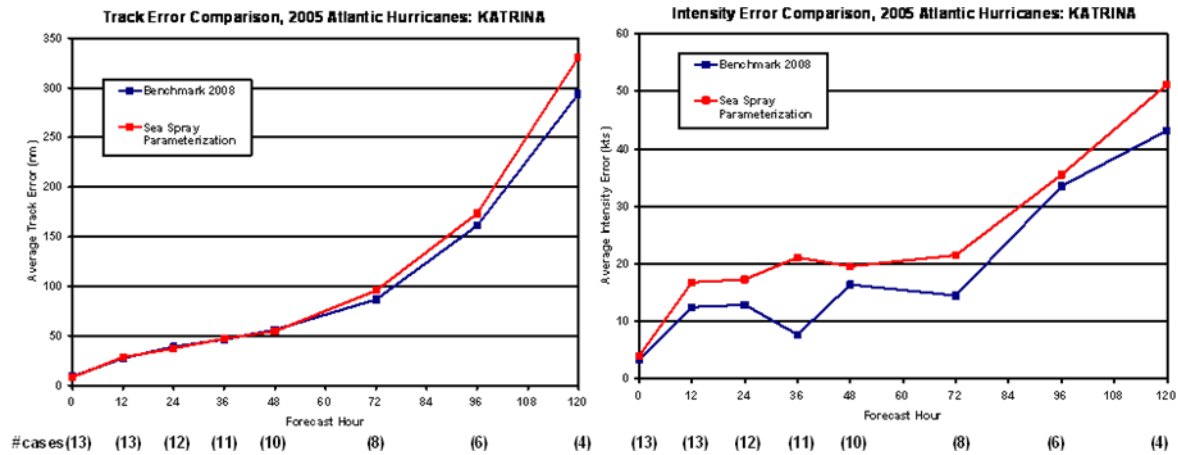 Track Error Comparison, 2005 Atlantic Hurricanes: KATRINA
350
300
250
200
150
100
50
0
Average Track Error (nm)
Benchmark 2008
Sea Spray
Parameterization
0 12 24 36 48 60 72 84 96 108 120
Forecast Hour
#cases(13) (13) (12) (11) (10) (8) (6) (4)
Intensity Error Comparison, 2005 Atlantic Hurricanes: KATRINA
60
50
40
30
20
10
0
Average Intensity Error (kts)
Benchmark 2008
Sea Spray
Parameterization
0 12 24 36 48 60 72 84 96 108 120
Forecast Hour
(13) (13) (12) (11) (10) (8) (6) (4)